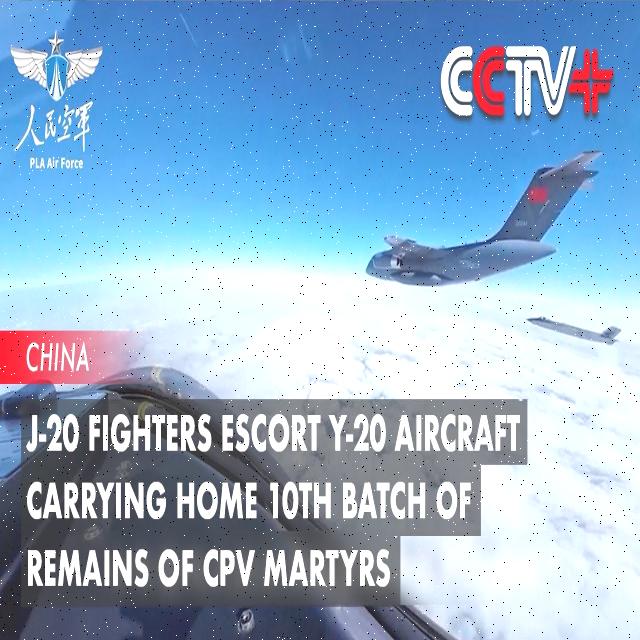 人民空军
PLA Air Force
CCTV+
CHINA
J-20 FIGHTERS ESCORT Y-20 AIRCRAFT
CARRYING HOME 10TH BATCH OF
REMAINS OF CPV MARTYRS